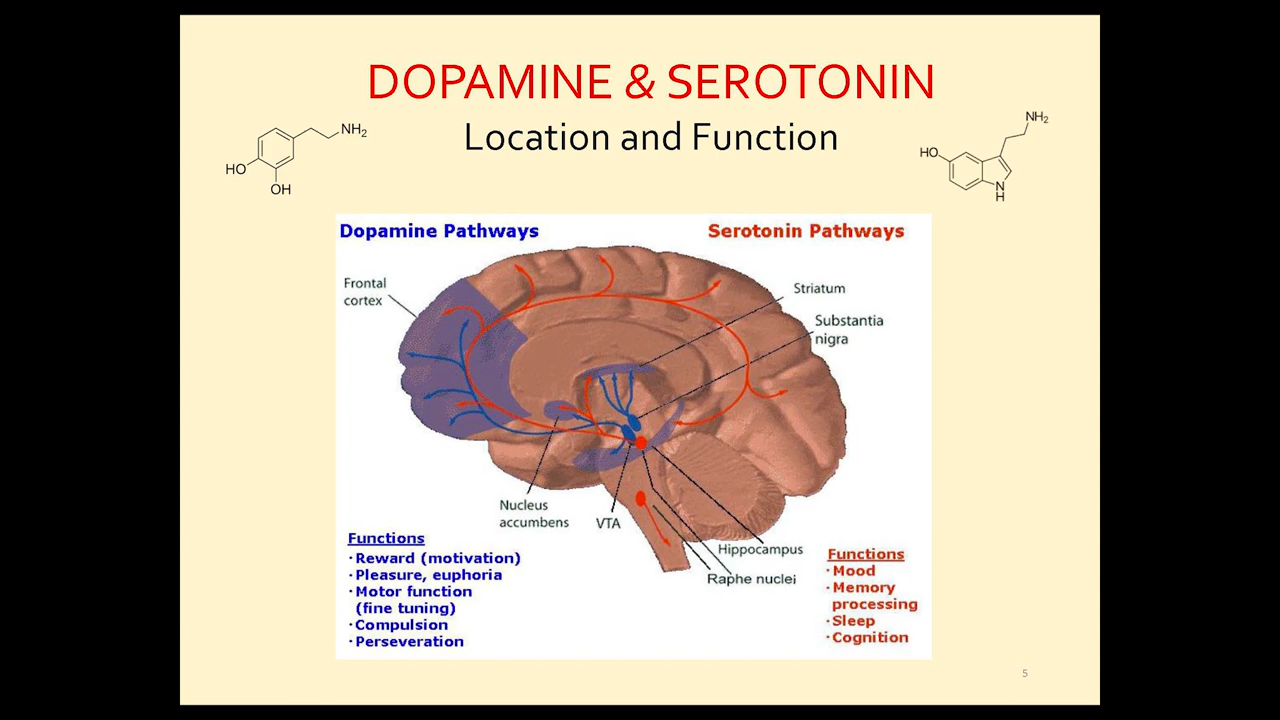 DOPAMINE & SEROTONIN
Location and Function
NH₂
HO
OH
NH₂
HO
N
H
Dopamine Pathways
Serotonin Pathways
Frontal
cortex
Striatum
Substantia
nigra
Nucleus
accumbens
VTA
Hippocampus
Raphe nuclei
Functions
·Reward (motivation)
·Pleasure, euphoria
·Motor function
(fine tuning)
·Compulsion
·Perseveration
Functions
·Mood
·Memory
processing
·Sleep
·Cognition
5